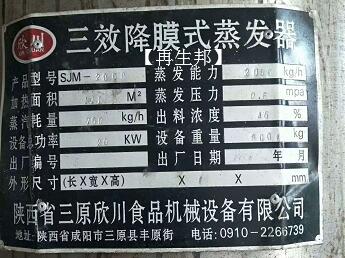 欣川
三效降膜式蒸发器
【再生邦】
产品型号 SJM-2000 蒸发能力 kg/h
加热面积 M² 蒸发压力 0.6 mpa
蒸汽耗量 700 kg/h 出料浓度 %
设备功率 KW 设备重量 kg
出厂编号 出厂日期 年 月
外形尺寸 (长X宽X高) X X mm
陕西省三原欣川食品机械设备有限公司
地址:陕西省咸阳市三原县丰原街 电话:0910-2266739